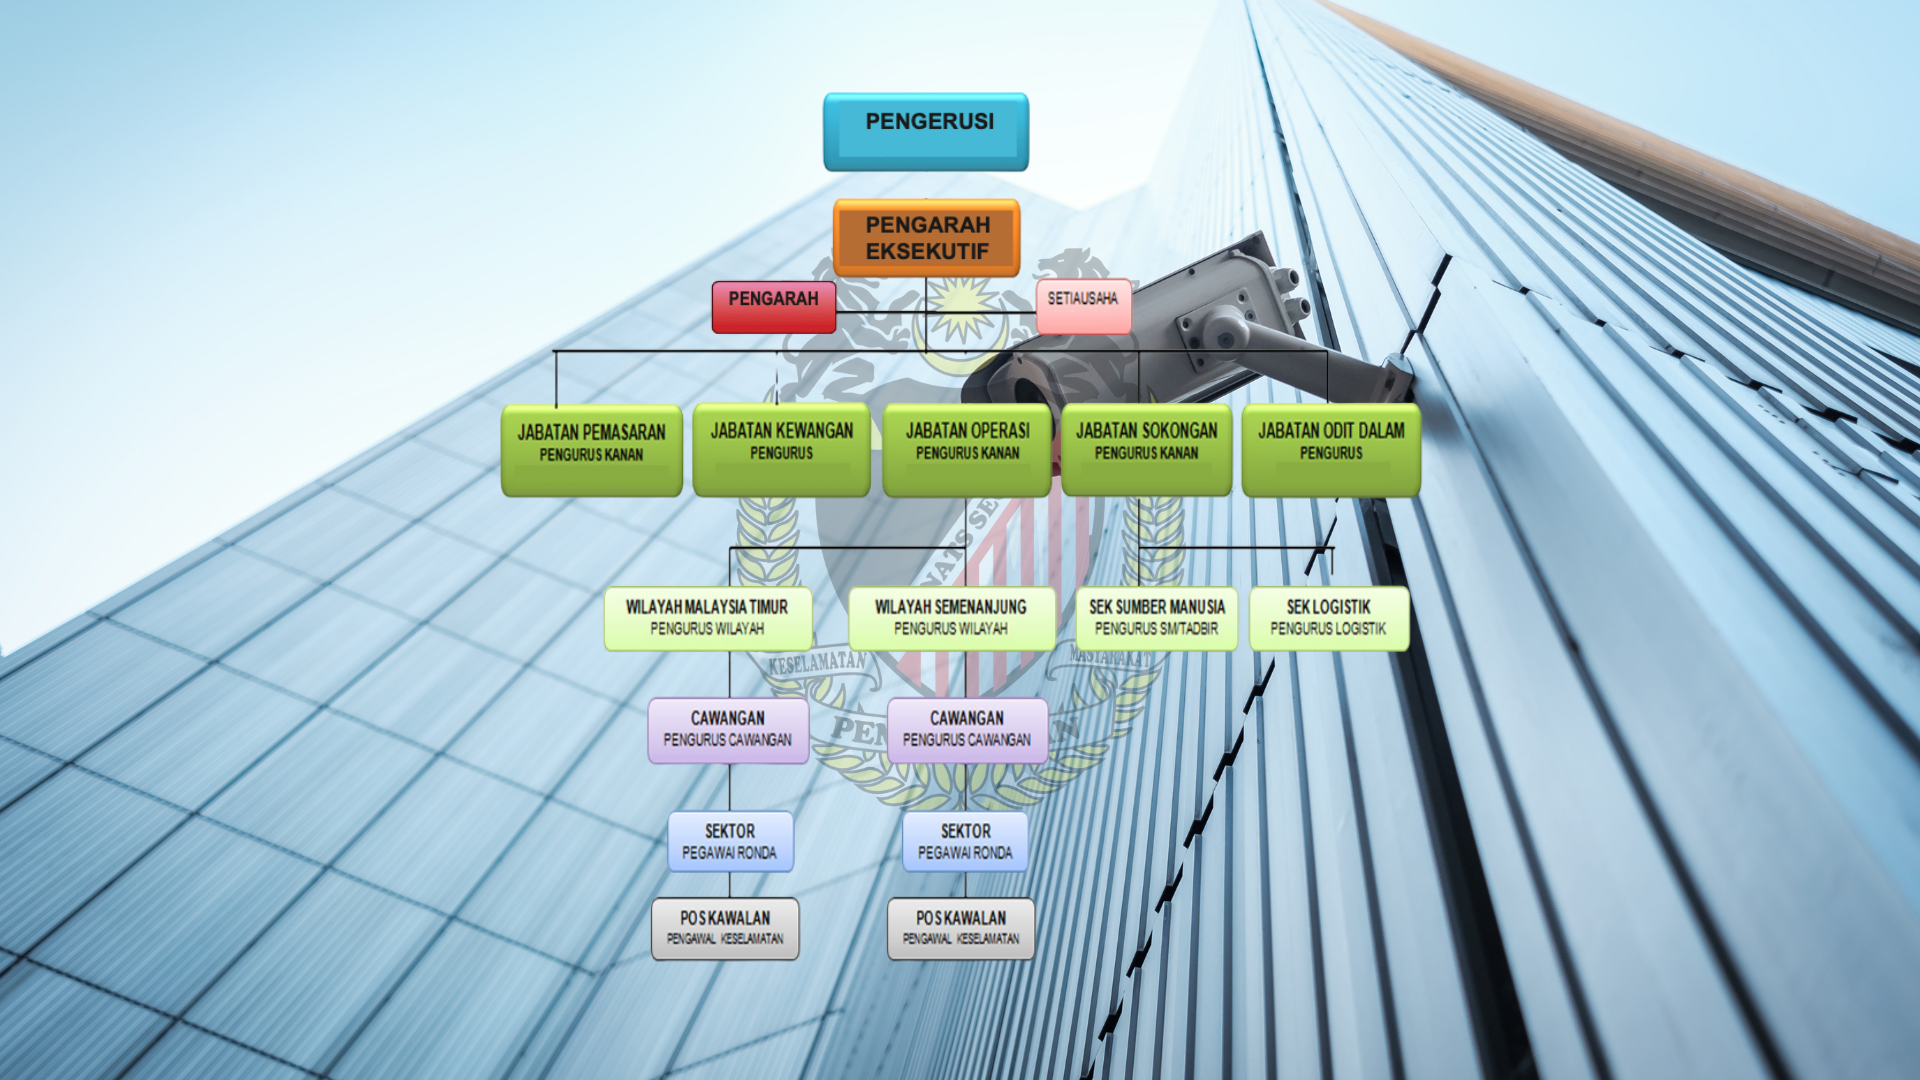 PENGERUSI
PENGARAH
EKSEKUTIF
PENGARAH
SETIAUSAHA
JABATAN PEMASARAN
PENGURUS KANAN
JABATAN KEWANGAN
PENGURUS
JABATAN OPERASI
PENGURUS KANAN
JABATAN SOKONGAN
PENGURUS KANAN
JABATAN ODIT DALAM
PENGURUS
WILAYAH MALAYSIA TIMUR
PENGURUS WILAYAH
WILAYAH SEMENANJUNG
PENGURUS WILAYAH
SEK SUMBER MANUSIA
PENGURUS SM/TADBIR
SEK LOGISTIK
PENGURUS LOGISTIK
KESELAMATAN
MASYARAKAT
CAWANGAN
PENGURUS CAWANGAN
CAWANGAN
PENGURUS CAWANGAN
SEKTOR
PEGAWAI RONDA
SEKTOR
PEGAWAI RONDA
POS KAWALAN
PENGAWAL KESELAMATAN
POS KAWALAN
PENGAWAL KESELAMATAN